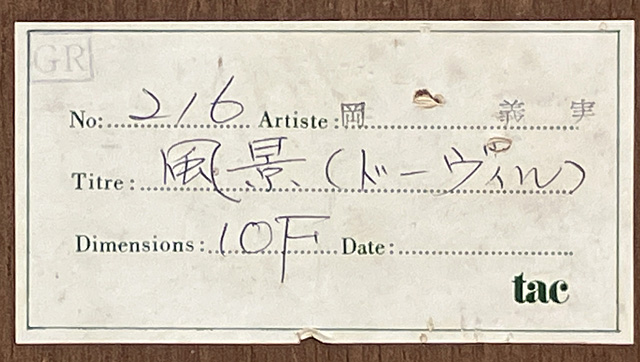 GR
No: 216 Artiste: 岡 義実
Titre: 風景(ドーヴィル)
Dimensions: 10F Date:
tac